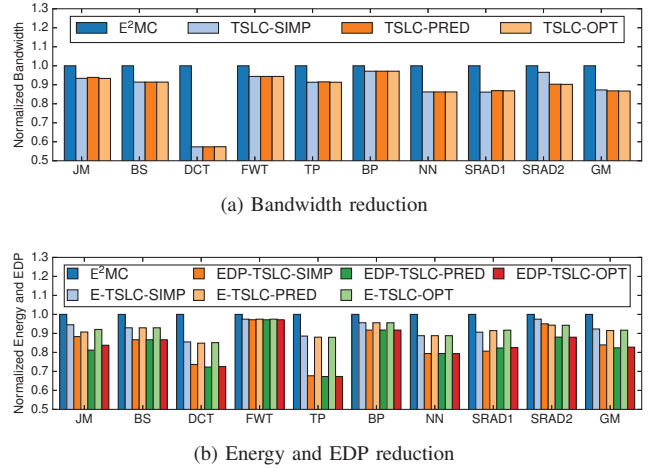 1.3
1.2
1.1
1.0
0.9
0.8
0.7
0.6
0.5
Normalized Bandwidth
E²MC TSLC-SIMP TSLC-PRED TSLC-OPT
JM BS DCT FWT TP BP NN SRAD1 SRAD2 GM
(a) Bandwidth reduction
1.3
1.2
1.1
1.0
0.9
0.8
0.7
0.6
0.5
Normalized Energy and EDP
E²MC EDP-TSLC-SIMP EDP-TSLC-PRED EDP-TSLC-OPT
E-TSLC-SIMP E-TSLC-PRED E-TSLC-OPT
JM BS DCT FWT TP BP NN SRAD1 SRAD2 GM
(b) Energy and EDP reduction